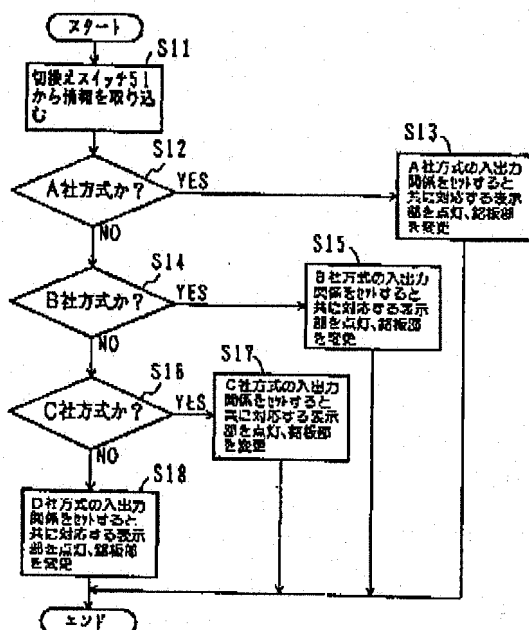 スタート
S11
切換えスイッチ51
から情報を取り込
む
S12
A社方式か?
YES
NO
S13
A社方式の入出力
関係をセットすると
共に対応する表示
部を点灯、銘板部
を変更
S14
B社方式か?
YES
NO
S15
B社方式の入出力
関係をセットすると
共に対応する表示
部を点灯、銘板部
を変更
S16
C社方式か?
YES
NO
S17
C社方式の入出力
関係をセットすると
共に対応する表示
部を点灯、銘板部
を変更
S18
D社方式の入出力
関係をセットすると
共に対応する表示
部を点灯、銘板部
を変更
エンド